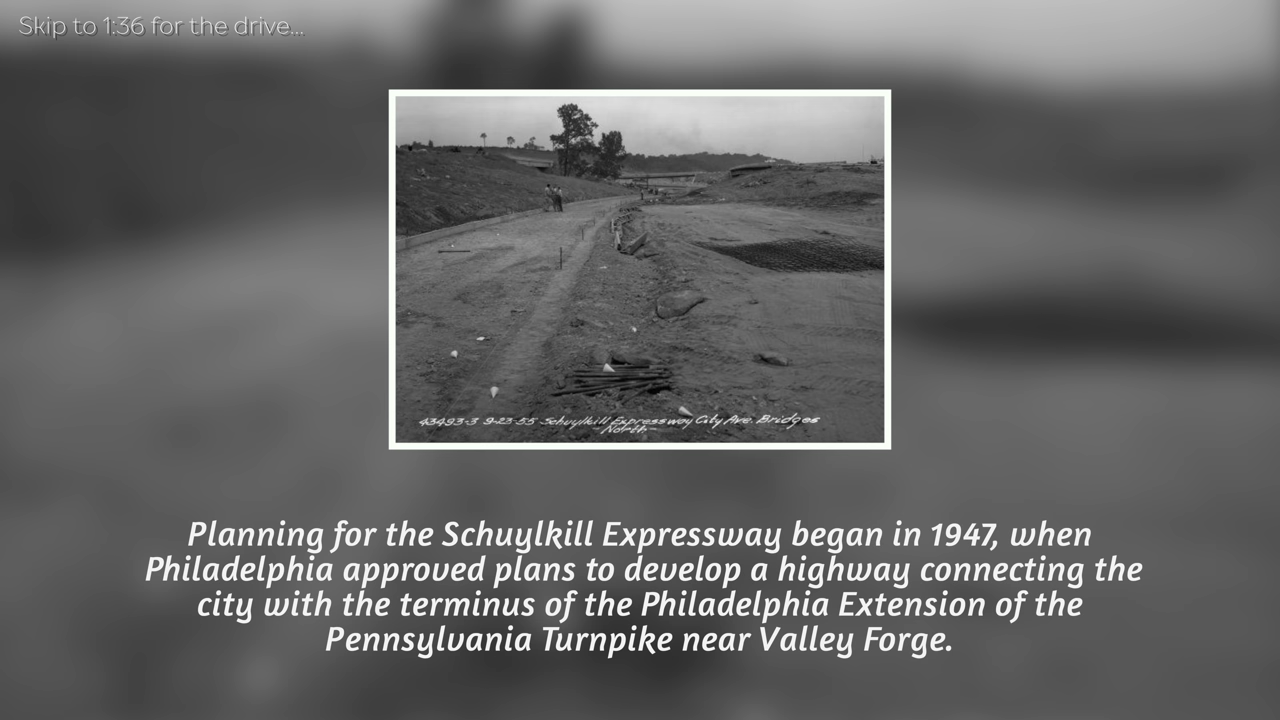 Skip to 1:36 for the drive...
43493-3 9-23-55 Schuylkill Expressway City Ave. Bridges
-North-
Planning for the Schuylkill Expressway began in 1947, when
Philadelphia approved plans to develop a highway connecting the
city with the terminus of the Philadelphia Extension of the
Pennsylvania Turnpike near Valley Forge.